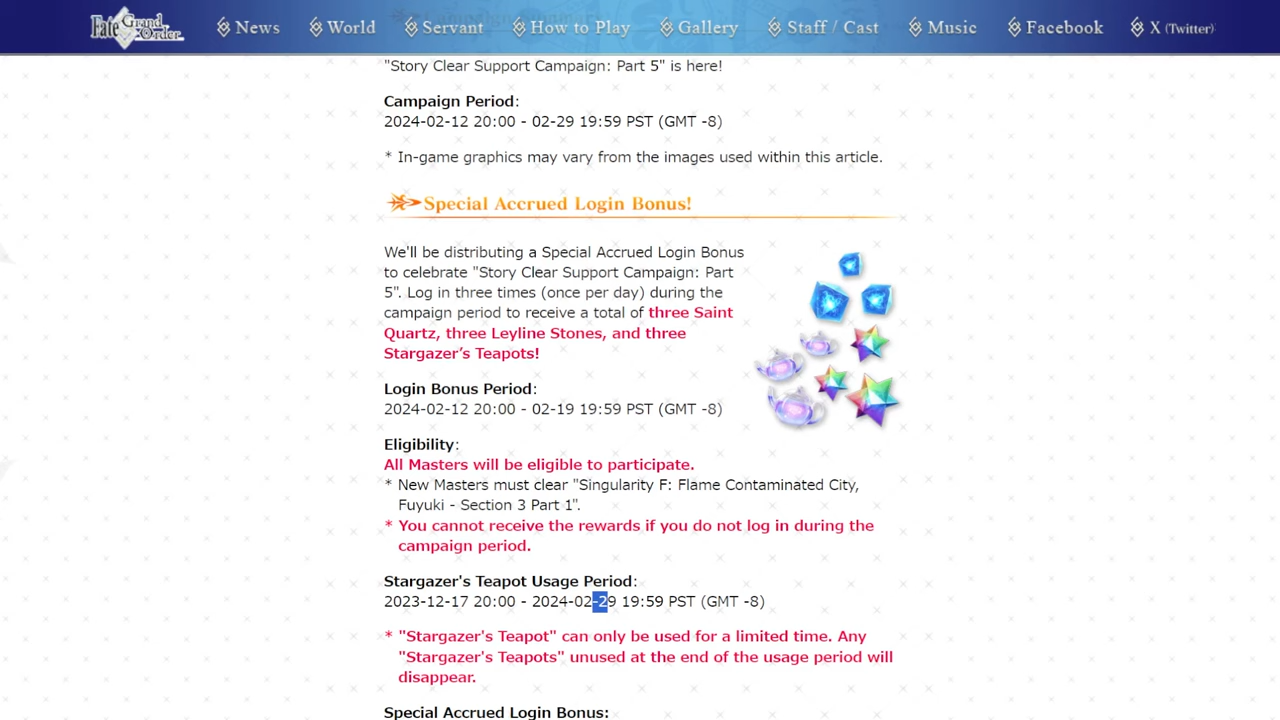 Fate Grand Order
News
World
Servant
How to Play
Gallery
Staff / Cast
Music
Facebook
X (Twitter)
"Story Clear Support Campaign: Part 5" is here!
Campaign Period:
2024-02-12 20:00 - 02-29 19:59 PST (GMT -8)
* In-game graphics may vary from the images used within this article.
Special Accrued Login Bonus!
We'll be distributing a Special Accrued Login Bonus
to celebrate "Story Clear Support Campaign: Part
5". Log in three times (once per day) during the
campaign period to receive a total of three Saint
Quartz, three Leyline Stones, and three
Stargazer’s Teapots!
Login Bonus Period:
2024-02-12 20:00 - 02-19 19:59 PST (GMT -8)
Eligibility:
All Masters will be eligible to participate.
* New Masters must clear "Singularity F: Flame Contaminated City,
Fuyuki - Section 3 Part 1".
* You cannot receive the rewards if you do not log in during the
campaign period.
Stargazer's Teapot Usage Period:
2023-12-17 20:00 - 2024-02-29 19:59 PST (GMT -8)
* "Stargazer's Teapot" can only be used for a limited time. Any
"Stargazer's Teapots" unused at the end of the usage period will
disappear.
Special Accrued Login Bonus: